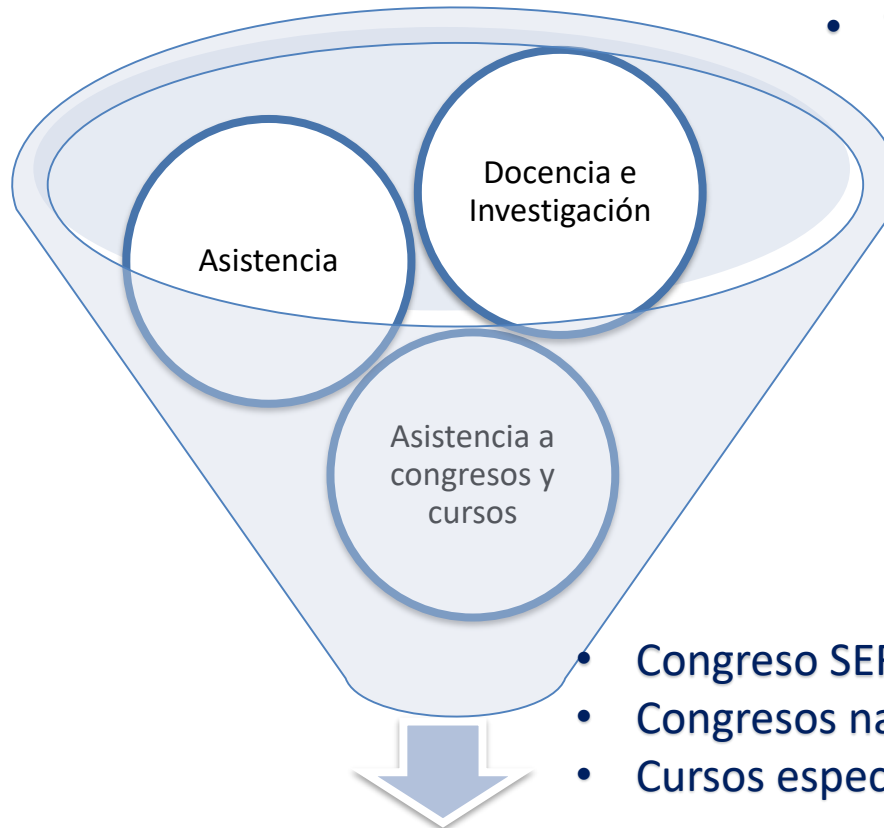 Docencia e
Investigación
Asistencia
Asistencia a
congresos y
cursos
• Congreso
• Congresos
• Cursos